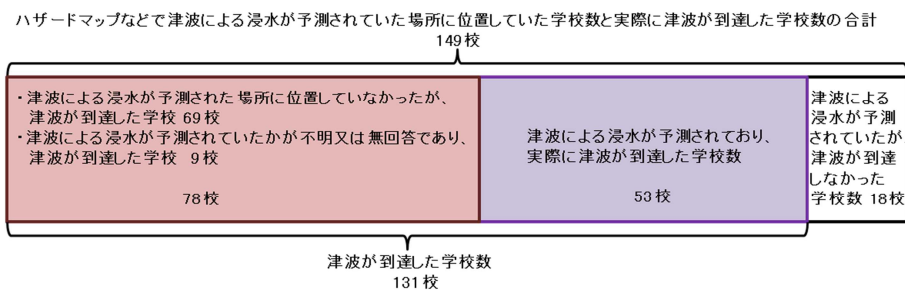 ハザードマップなどで津波による浸水が予測されていた場所に位置していた学校数と実際に津波が到達した学校数の合計
149校
・津波による浸水が予測された場所に位置していなかったが、
津波が到達した学校 69校
・津波による浸水が予測されていたかが不明又は無回答であり、
津波が到達した学校 9校
78校
津波による浸水が予測されており、
実際に津波が到達した学校数
53校
津波による
浸水が予測
されていたが
津波が到達
しなかった
学校数 18校
津波が到達した学校数
131校